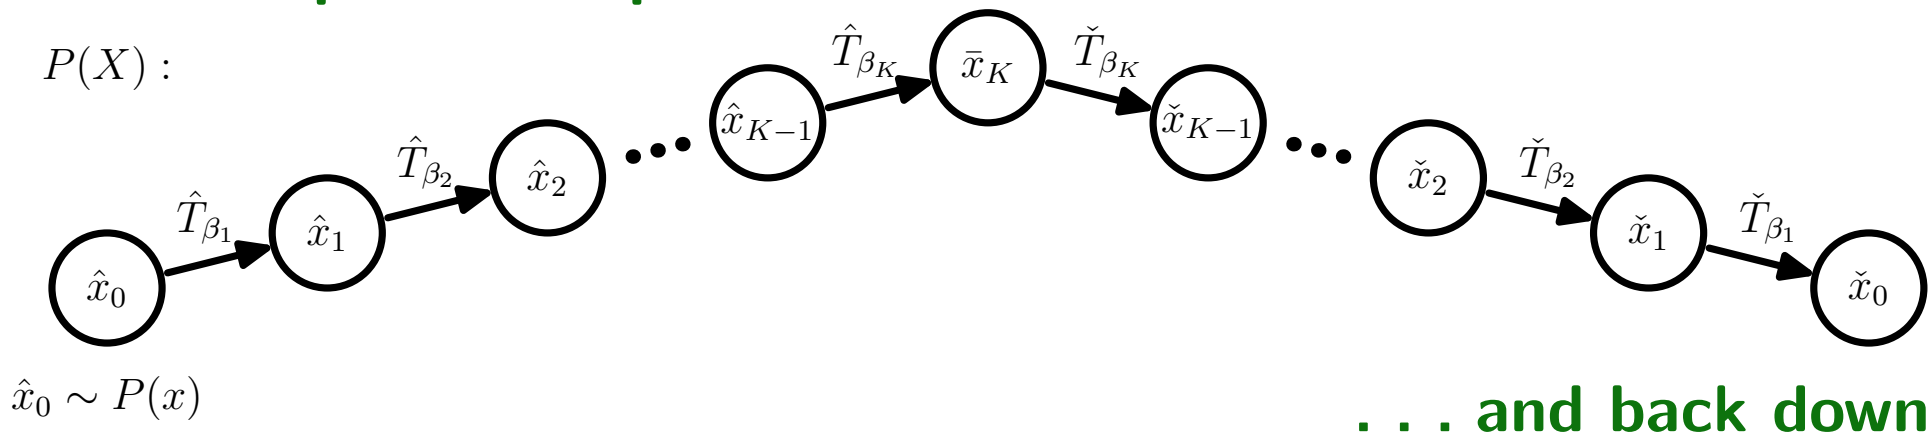 P(X) :
T̂_{β_1}
T̂_{β_2}
T̂_{β_K}
Ť_{β_K}
Ť_{β_2}
Ť_{β_1}
x̂_0
x̂_1
x̂_2
• • •
x̂_{K−1}
x̄_K
x̌_{K−1}
• • •
x̌_2
x̌_1
x̌_0
x̂_0 ∼ P(x)
. . . and back down